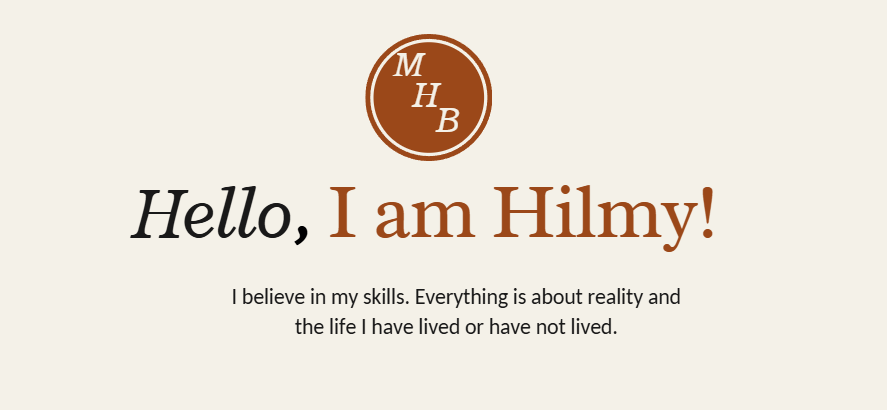 M
H
B
Hello, I am Hilmy!
I believe in my skills. Everything is about reality and
the life I have lived or have not lived.